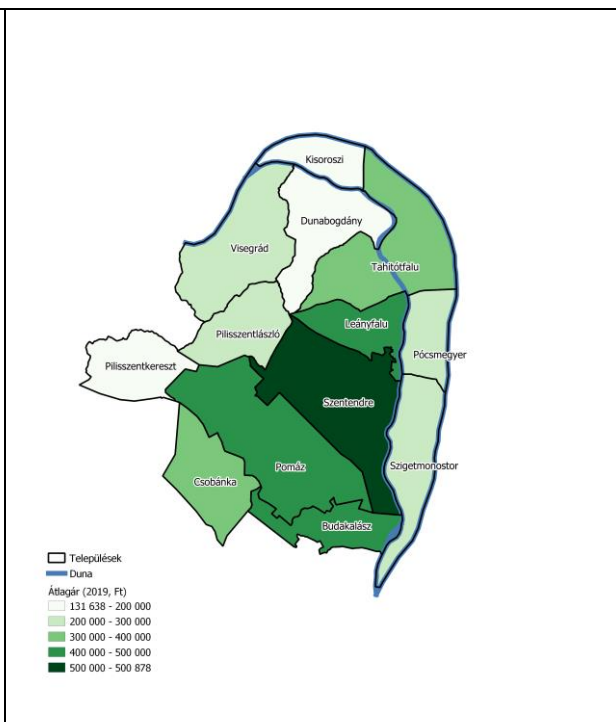 Kisoroszi
Dunabogdány
Visegrád
Tahitótfalu
Leányfalu
Pilisszentlászló
Pócsmegyer
Pilisszentkereszt
Szentendre
Szigetmonostor
Pomáz
Csobánka
Budakalász
Települések
Duna
Átlagár (2019, Ft)
131 638 - 200 000
200 000 - 300 000
300 000 - 400 000
400 000 - 500 000
500 000 - 500 878